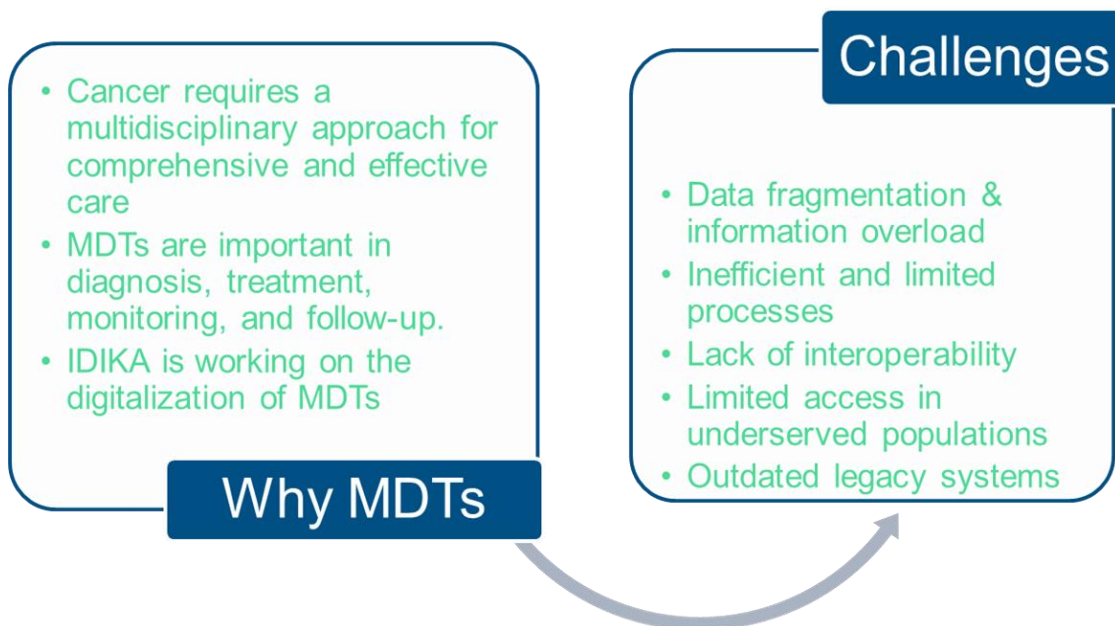 • Cancer requires a
multidisciplinary approach for
comprehensive and effective
care
• MDTs are important in
diagnosis, treatment,
monitoring, and follow-up.
• IDIKA is working on the
digitalization of MDTs
Why MDTs
Challenges
• Data fragmentation &
information overload
• Inefficient and limited
processes
• Lack of interoperability
• Limited access in
underserved populations
• Outdated legacy systems